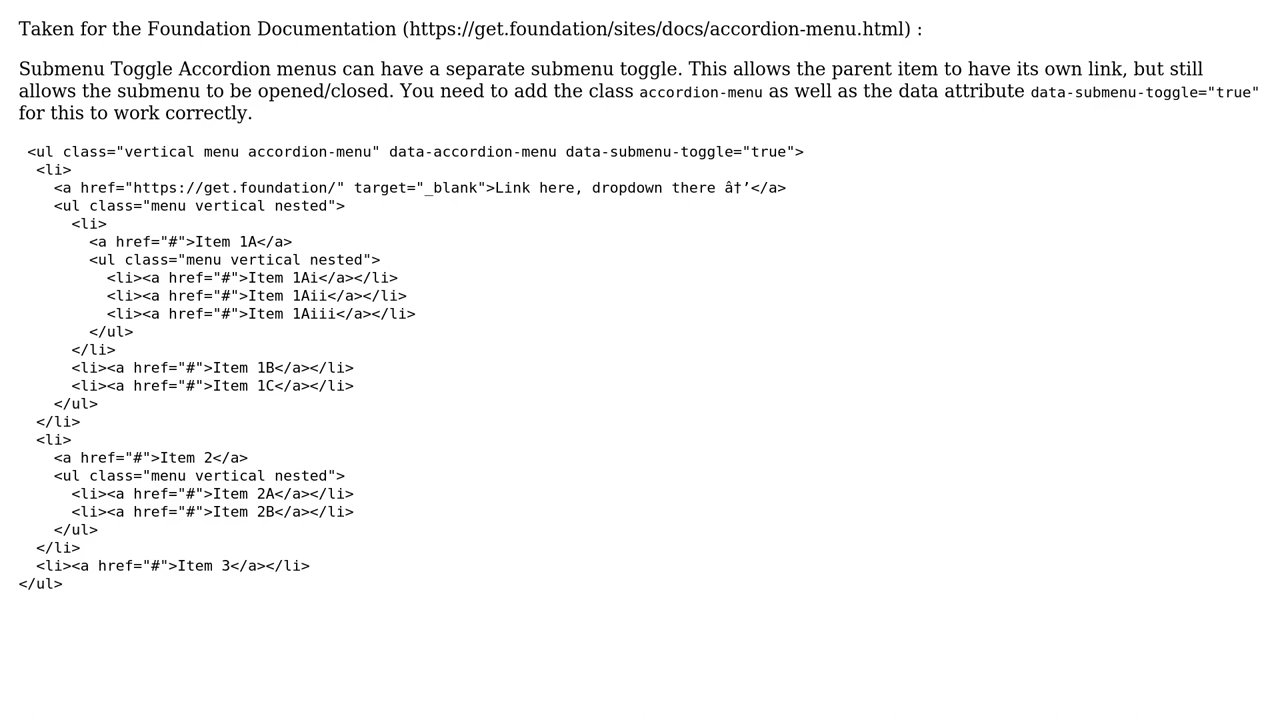 Taken for the Foundation Documentation (https://get.foundation/sites/docs/accordion-menu.html) :
Submenu Toggle Accordion menus can have a separate submenu toggle. This allows the parent item to have its own link, but still
allows the submenu to be opened/closed. You need to add the class accordion-menu as well as the data attribute data-submenu-toggle="true"
for this to work correctly.
<ul class="vertical menu accordion-menu" data-accordion-menu data-submenu-toggle="true">
  <li>
    <a href="https://get.foundation/" target="_blank">Link here, dropdown there â†’</a>
    <ul class="menu vertical nested">
      <li>
        <a href="#">Item 1A</a>
        <ul class="menu vertical nested">
          <li><a href="#">Item 1Ai</a></li>
          <li><a href="#">Item 1Aii</a></li>
          <li><a href="#">Item 1Aiii</a></li>
        </ul>
      </li>
      <li><a href="#">Item 1B</a></li>
      <li><a href="#">Item 1C</a></li>
    </ul>
  </li>
  <li>
    <a href="#">Item 2</a>
    <ul class="menu vertical nested">
      <li><a href="#">Item 2A</a></li>
      <li><a href="#">Item 2B</a></li>
    </ul>
  </li>
  <li><a href="#">Item 3</a></li>
</ul>